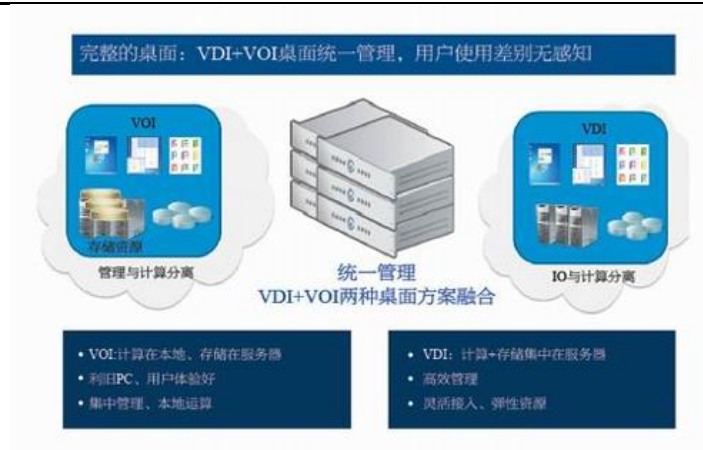 完整的桌面：VDI+VOI桌面统一管理，用户使用差别无感知
VOI
存储资源
管理与计算分离
统一管理
VDI+VOI两种桌面方案融合
VDI
IO与计算分离
• VOI:计算在本地、存储在服务器
• 利旧PC、用户体验好
• 集中管理、本地运算
• VDI：计算+存储集中在服务器
• 高效管理
• 灵活接入、弹性资源